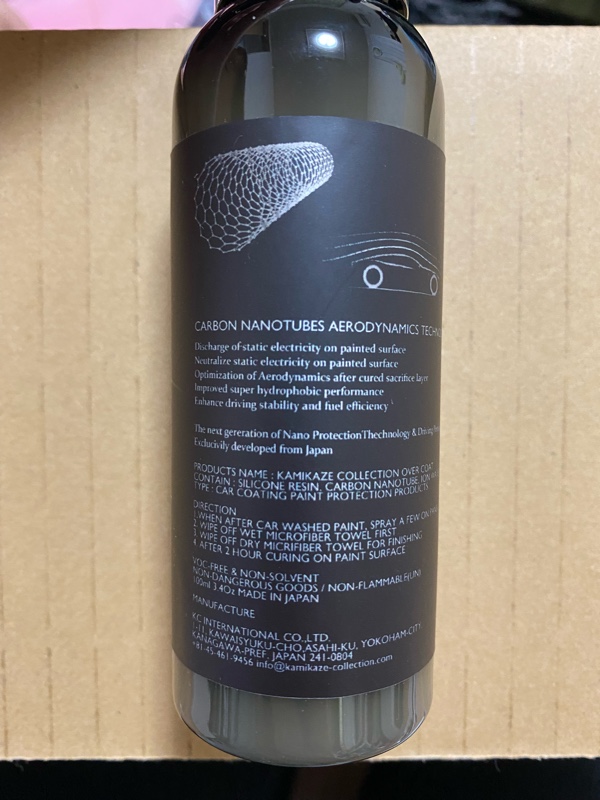 CARBON NANOTUBES AERODYNAMICS
Discharge of static electricity on painted surface
Neutralize static electricity on painted surface
Optimization of Aerodynamics after cured sacrifice layer
Improved super hydrophobic performance
Enhance driving stability and fuel efficiency
The next gereration of Nano ProtectionThechnology & Driving
Exclucivily developed from Japan
PRODUCTS NAME : KAMIKAZE COLLECTION OVER COAT
CONTAIN : SILICONE RESIN, CARBON NANOTUBE, ION
TYPE : CAR COATING PAINT PROTECTION PRODUCTS
DIRECTION
1.WHEN AFTER CAR WASHED PAINT, SPRAY A FEW ON
2. WIPE OFF WET MICROFIBER TOWEL FIRST
3. WIPE OFF DRY MICRIFIBER TOWEL FOR FINISHING
4. AFTER 2 HOUR CURING ON PAINT SURFACE
VOC-FREE & NON-SOLVENT
NON-DANGEROUS GOODS / NON-FLAMMABLE(UN)
100ml 3.4Oz MADE IN JAPAN
MANUFACTURE
KC INTERNATIONAL CO.,LTD.
1-11, KAWAISYUKU-CHO,ASAHI-KU, YOKOHAM-CITY,
KANAGAWA-PREF. JAPAN 241-0804
+81-45-461-9456 info@kamikaze-collection.com